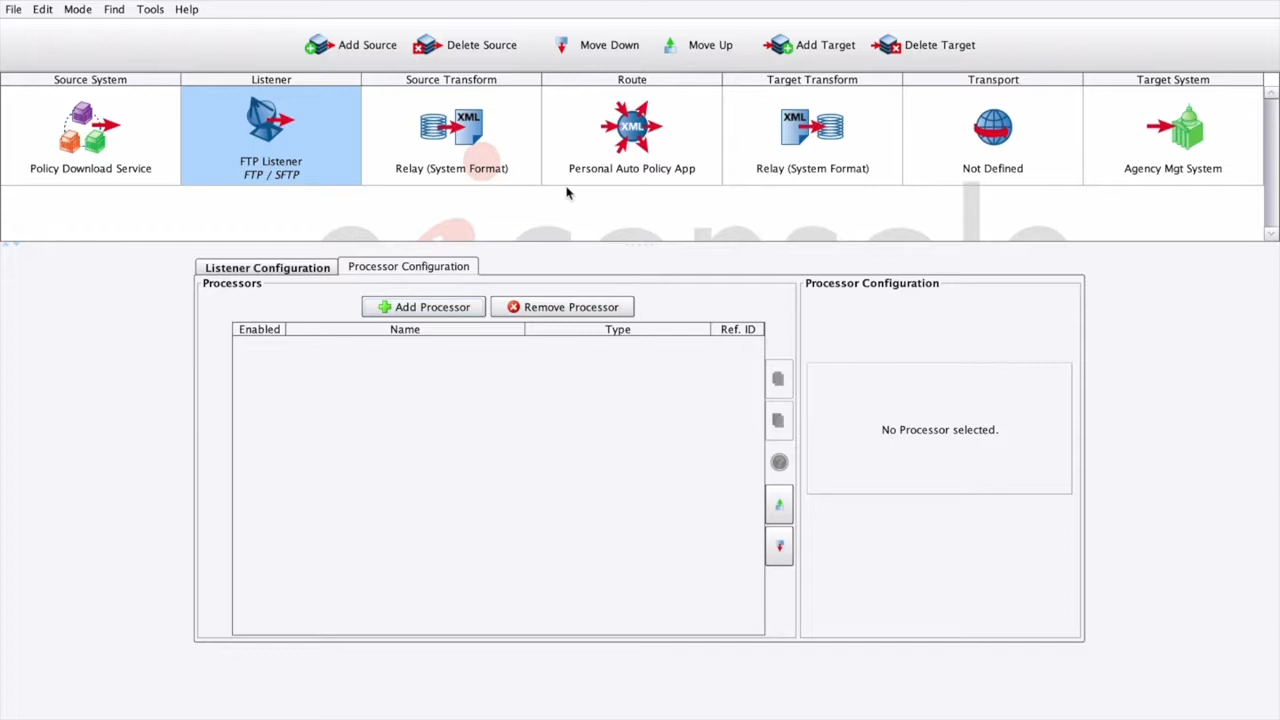 File Edit Mode Find Tools Help
Add Source Delete Source Move Down Move Up Add Target Delete Target
Source System Listener Source Transform Route Target Transform Transport Target System
XML XML XML
Policy Download Service FTP Listener Relay (System Format) Personal Auto Policy App Relay (System Format) Not Defined Agency Mgt System
FTP / SFTP
Listener Configuration Processor Configuration
Processors Processor Configuration
Add Processor Remove Processor
Enabled Name Type Ref. ID
No Processor selected.